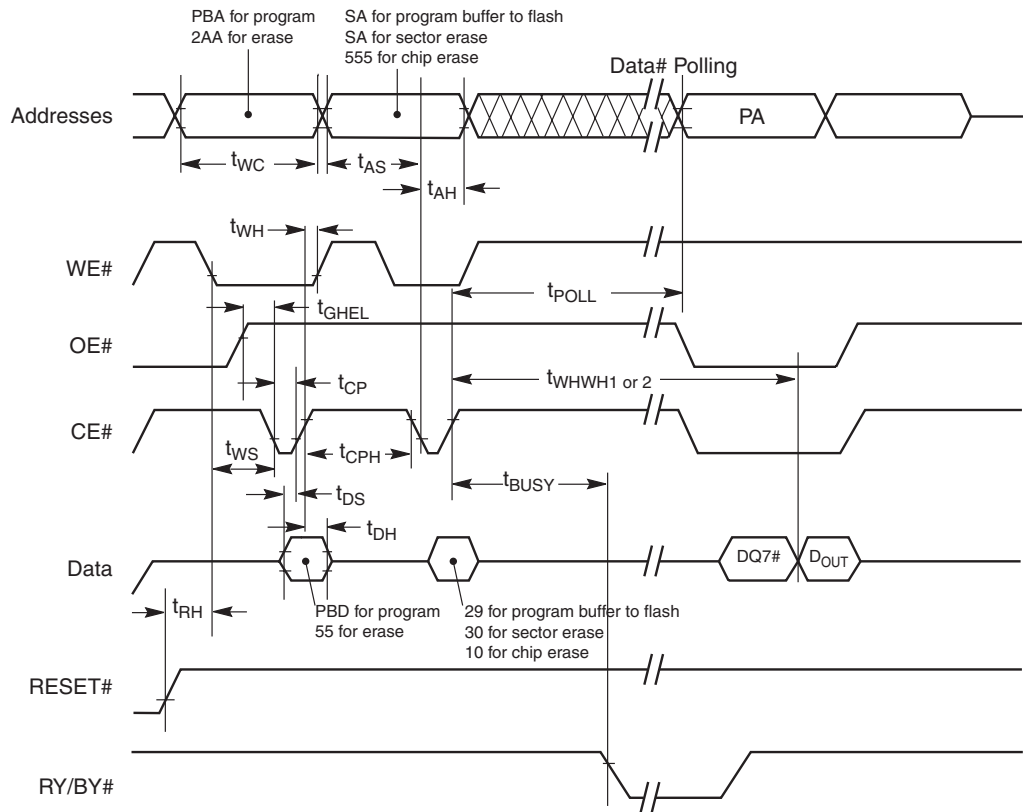 PBA for program
2AA for erase
SA for program buffer to flash
SA for sector erase
555 for chip erase
Data# Polling
Addresses
PA
tWC
tAS
tAH
tWH
WE#
tPOLL
tGHEL
OE#
tWHWH1 or 2
tCP
CE#
tWS
tCPH
tBUSY
tDS
tDH
Data
DQ7#
DOUT
tRH
PBD for program
55 for erase
29 for program buffer to flash
30 for sector erase
10 for chip erase
RESET#
RY/BY#